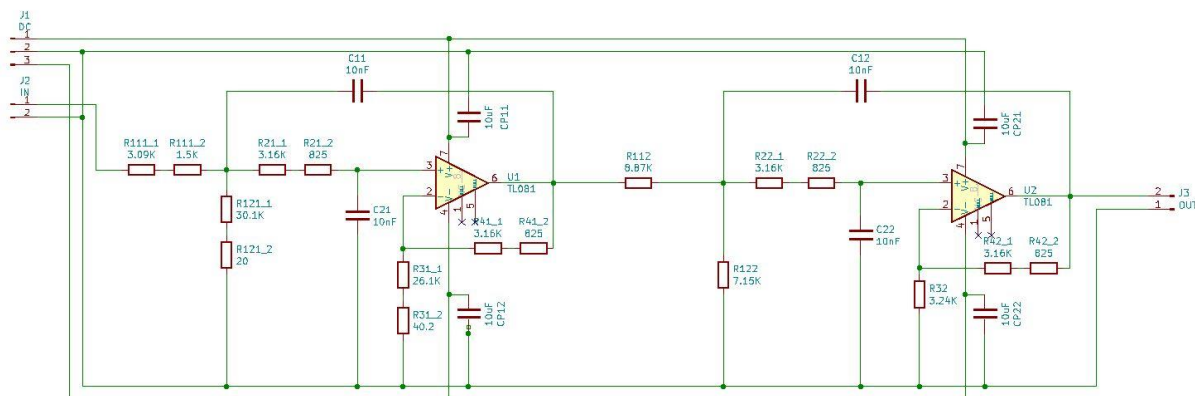 J1
DC
1
2
3
J2
IN
1
2
C11
10nF
C12
10nF
10uF
CP11
10uF
CP21
R111_1
3.09K
R111_2
1.5K
R21_1
3.16K
R21_2
825
R112
8.87K
R22_1
3.16K
R22_2
825
3
2
7
4
1
5
6
V+
V-
U1
TL081
3
2
7
4
1
5
6
V+
V-
U2
TL081
J3
2
1
OUT
R121_1
30.1K
C21
10nF
R121_2
20
R41_1
3.16K
R41_2
825
C22
10nF
R42_1
3.16K
R42_2
825
R31_1
26.1K
R122
7.15K
R32
3.24K
R31_2
40.2
10uF
CP12
10uF
CP22